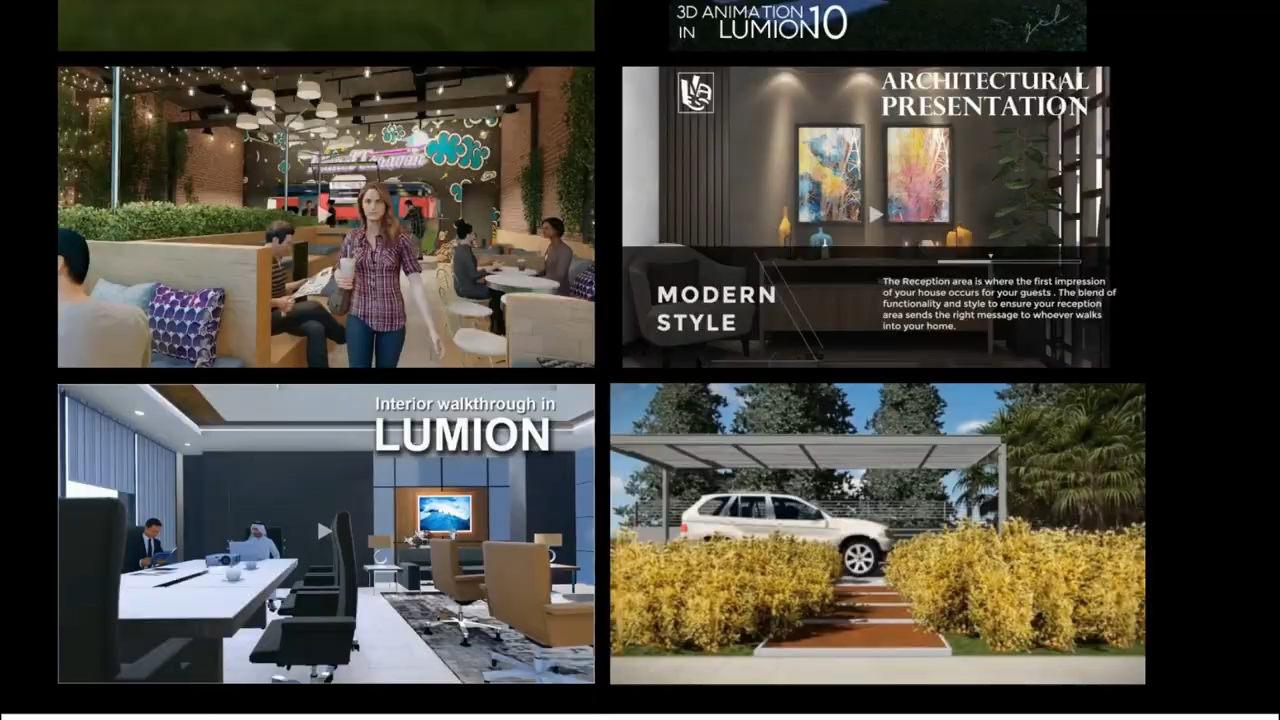 3D ANIMATION
IN LUMION 10
ARCHITECTURAL
PRESENTATION
MODERN
STYLE
The Reception area is where the first impression
of your house occurs for your guests . The blend of
functionality and style to ensure your reception
area sends the right message to whoever walks
into your home.
Interior walkthrough in
LUMION